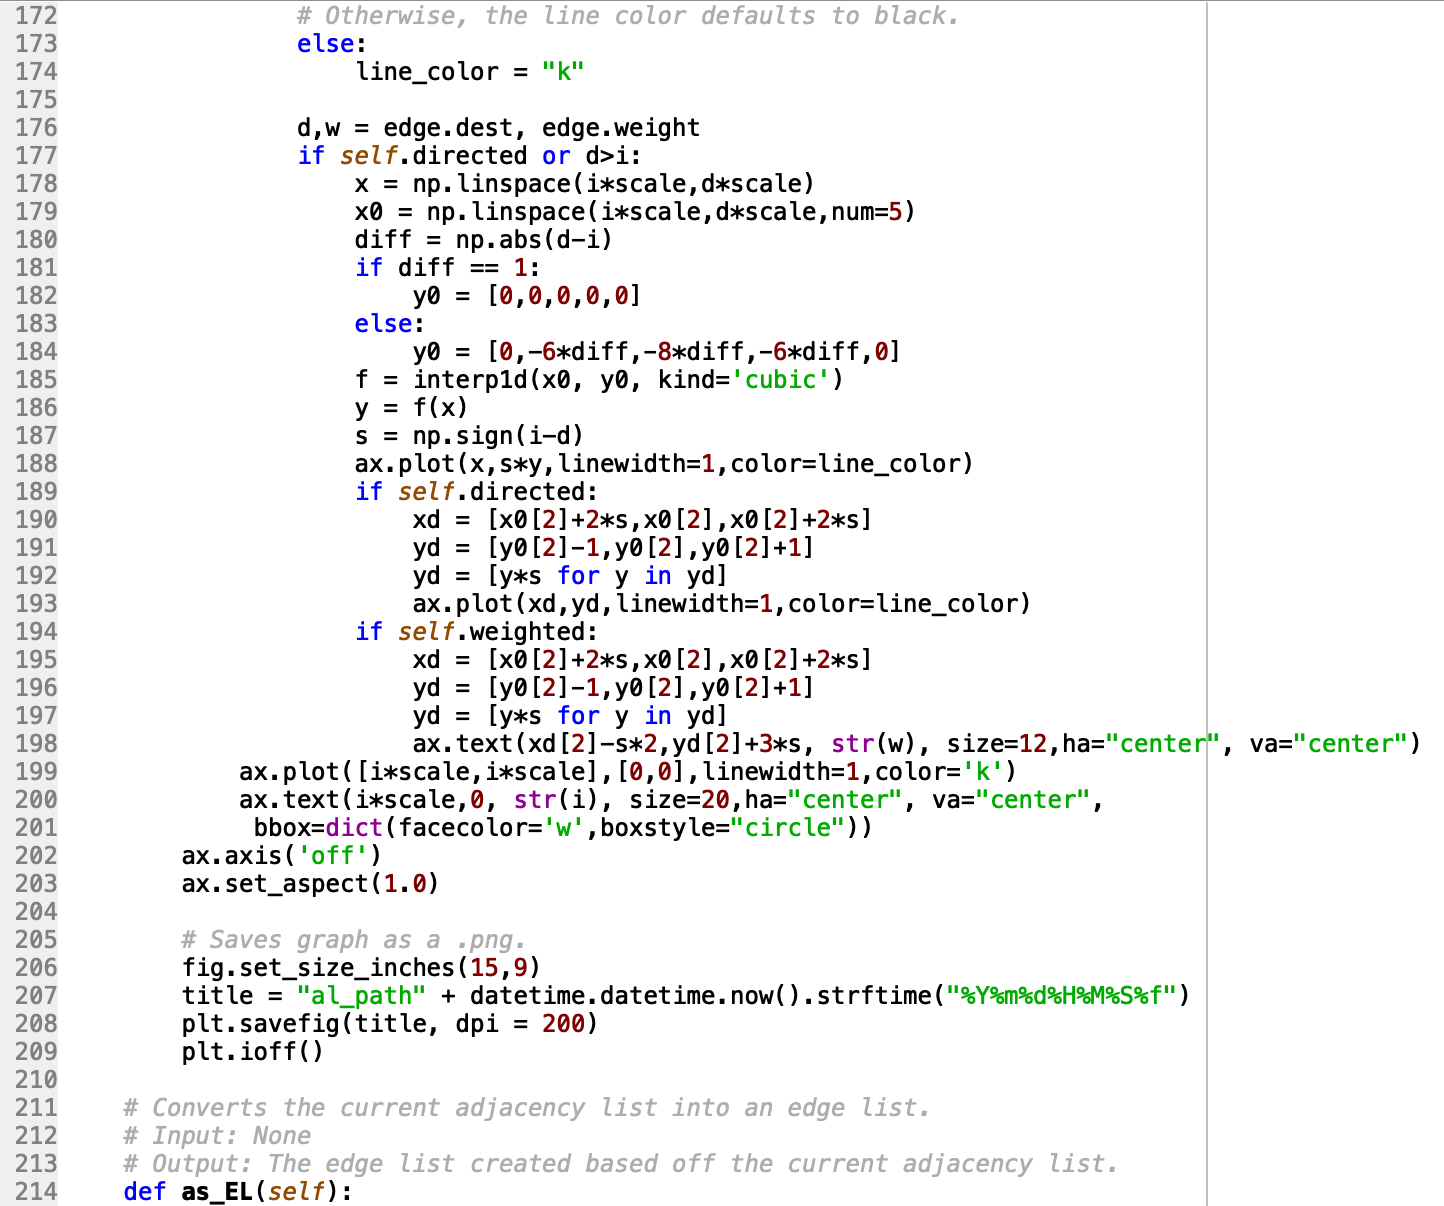 172                 # Otherwise, the line color defaults to black.
173                 else:
174                     line_color = "k"
175
176                 d,w = edge.dest, edge.weight
177                 if self.directed or d>i:
178                     x = np.linspace(i*scale,d*scale)
179                     x0 = np.linspace(i*scale,d*scale,num=5)
180                     diff = np.abs(d-i)
181                     if diff == 1:
182                         y0 = [0,0,0,0,0]
183                     else:
184                         y0 = [0,-6*diff,-8*diff,-6*diff,0]
185                     f = interp1d(x0, y0, kind='cubic')
186                     y = f(x)
187                     s = np.sign(i-d)
188                     ax.plot(x,s*y,linewidth=1,color=line_color)
189                     if self.directed:
190                         xd = [x0[2]+2*s,x0[2],x0[2]+2*s]
191                         yd = [y0[2]-1,y0[2],y0[2]+1]
192                         yd = [y*s for y in yd]
193                         ax.plot(xd,yd,linewidth=1,color=line_color)
194                     if self.weighted:
195                         xd = [x0[2]+2*s,x0[2],x0[2]+2*s]
196                         yd = [y0[2]-1,y0[2],y0[2]+1]
197                         yd = [y*s for y in yd]
198                         ax.text(xd[2]-s*2,yd[2]+3*s, str(w), size=12,ha="center", va="center")
199             ax.plot([i*scale,i*scale],[0,0],linewidth=1,color='k')
200             ax.text(i*scale,0, str(i), size=20,ha="center", va="center",
201              bbox=dict(facecolor='w',boxstyle="circle"))
202         ax.axis('off')
203         ax.set_aspect(1.0)
204
205         # Saves graph as a .png.
206         fig.set_size_inches(15,9)
207         title = "al_path" + datetime.datetime.now().strftime("%Y%m%d%H%M%S%f")
208         plt.savefig(title, dpi = 200)
209         plt.ioff()
210
211     # Converts the current adjacency list into an edge list.
212     # Input: None
213     # Output: The edge list created based off the current adjacency list.
214     def as_EL(self):